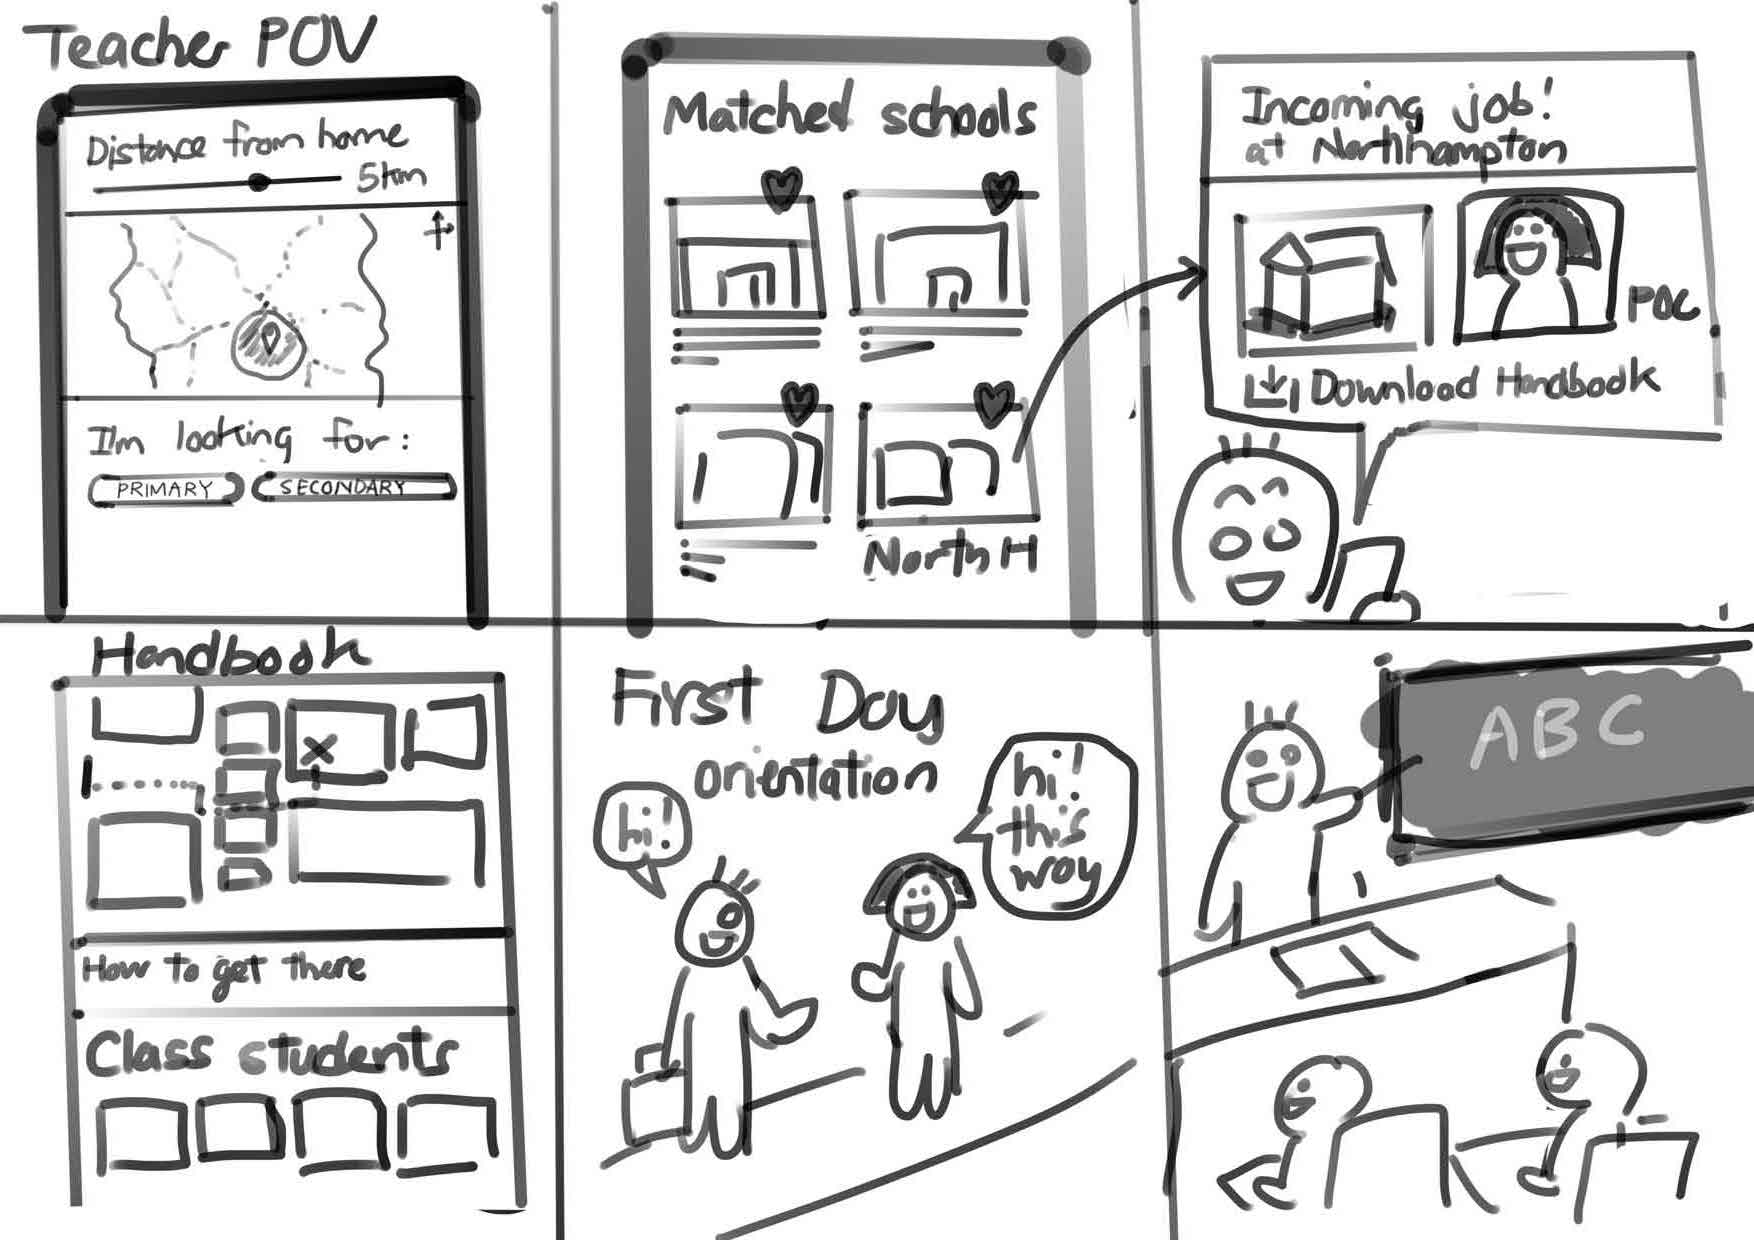 Teacher POV
Distance from home
5km
I'm looking for:
PRIMARY
SECONDARY
Matched schools
North H
Incoming job!
at Northhampton
POC
Download Handbook
Handbook
How to get there
Class students
First Day
orientation
hi!
hi!
this
way
ABC